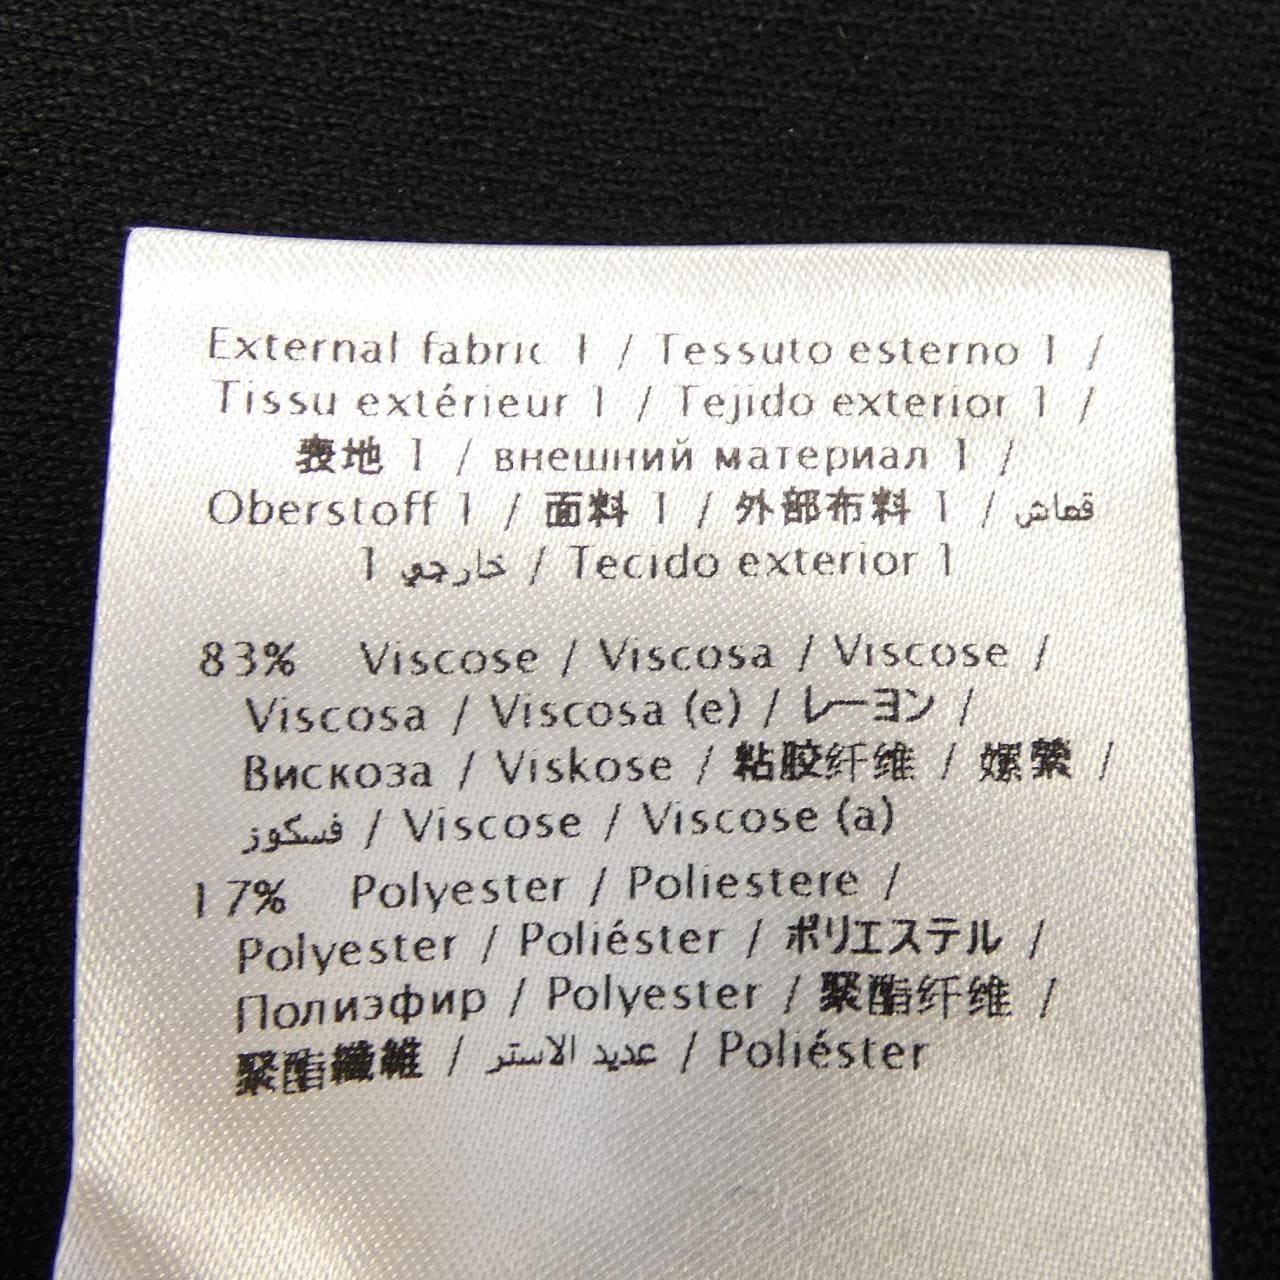 External fabric 1 / Tessuto esterno 1 /
Tissu extérieur 1 / Tejido exterior 1 /
表地 1 / внешний материал 1 /
Oberstoff 1 / 面料 1 / 外部布料 1 / قماش
خارجي 1 / Tecido exterior 1
83% Viscose / Viscosa / Viscose /
Viscosa / Viscosa (e) / レーヨン /
Вискоза / Viskose / 粘胶纤维 / 嫘縈 /
فسكوز / Viscose / Viscose (a)
17% Polyester / Poliestere /
Polyester / Poliéster / ポリエステル /
Полиэфир / Polyester / 聚酯纤维 /
聚酯纖維 / عديد الاستر / Poliéster